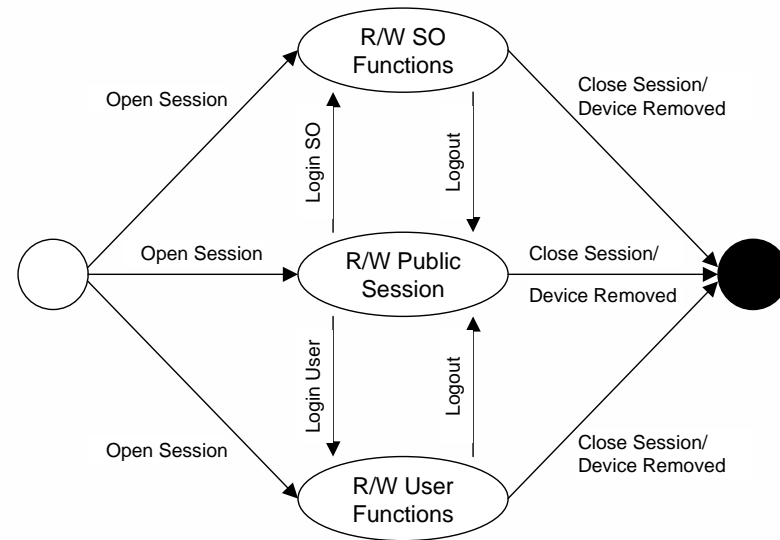 R/W SO
Functions
Open Session
Close Session/
Device Removed
Login SO
Logout
Open Session
R/W Public
Session
Close Session/
Device Removed
Login User
Logout
Open Session
Close Session/
Device Removed
R/W User
Functions